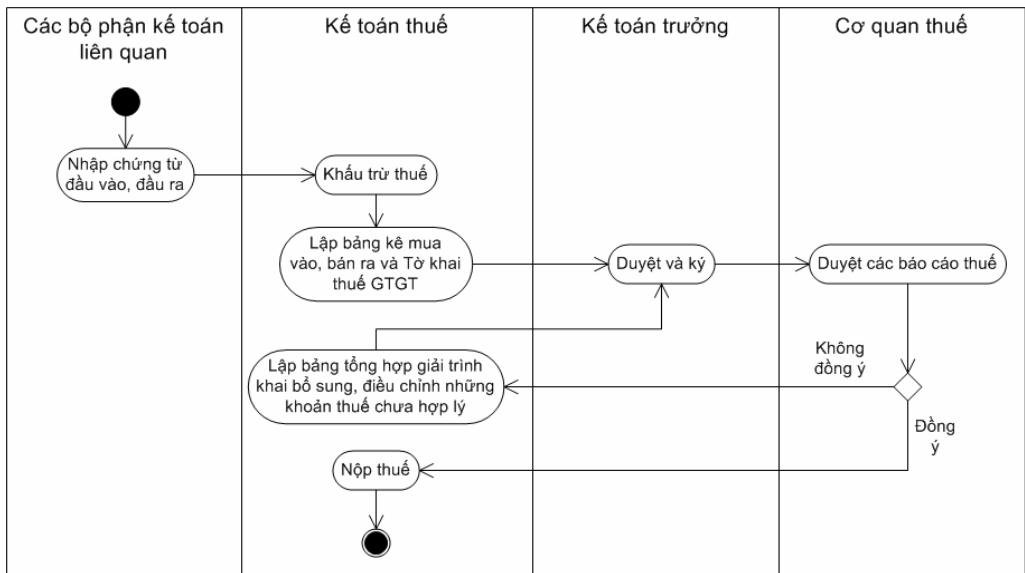 Các bộ phận kế toán
liên quan
Kế toán thuế
Kế toán trưởng
Cơ quan thuế
Nhập chứng từ
đầu vào, đầu ra
Khấu trừ thuế
Lập bảng kê mua
vào, bán ra và Tờ khai
thuế GTGT
Duyệt và ký
Duyệt các báo cáo thuế
Không
đồng ý
Lập bảng tổng hợp giải trình
khai bổ sung, điều chỉnh những
khoản thuế chưa hợp lý
Đồng
ý
Nộp thuế